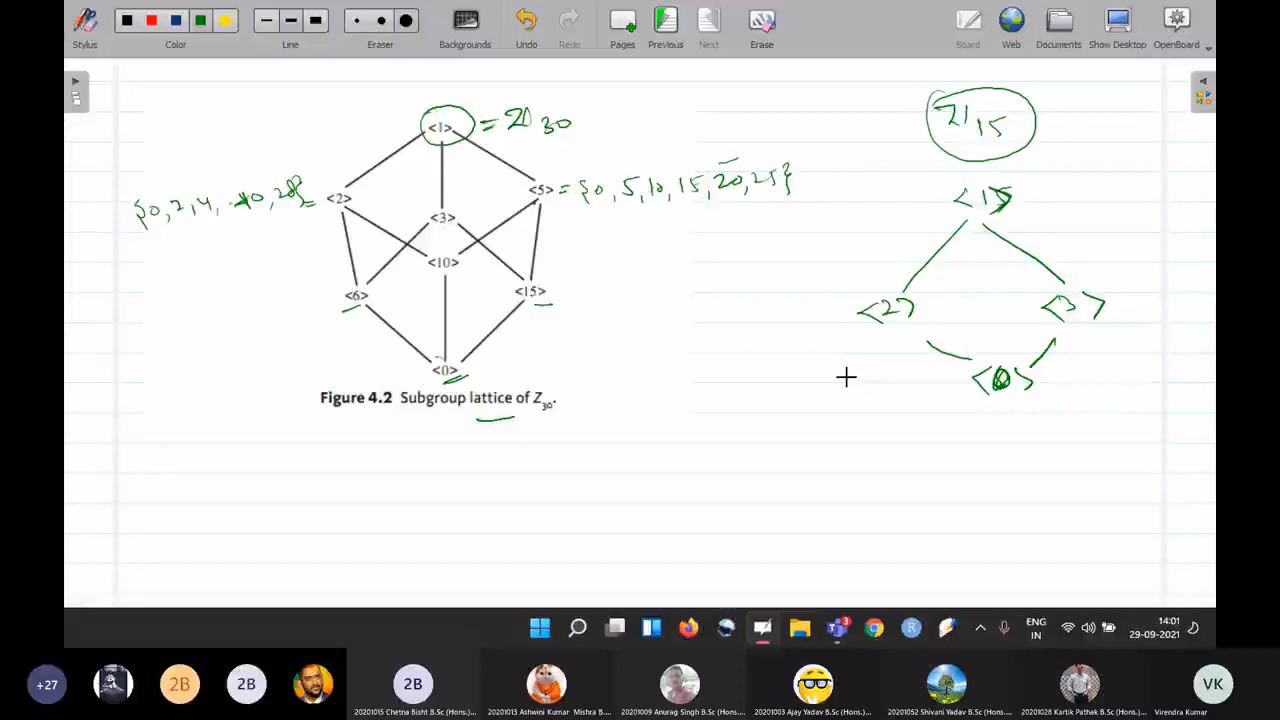 Stylus
Color
Line
Eraser
Backgrounds
Undo
Redo
Pages
Previous
Next
Erase
Board
Web
Documents
Show Desktop
OpenBoard
<1> = Z30
{0, 2, 4, 28} = <2>
<5> = {0, 5, 10, 15, 20, 25}
<3>
<10>
<6>
<15>
<0>
Figure 4.2 Subgroup lattice of Z30.
Z15
<2>
<3>
<0>
3
R
ENG
IN
14:01
29-09-2021
+27
2B
2B
2B
VK
20201015 Chetna Bisht B.Sc (Hons.)...
20201013 Ashwini Kumar Mishra B...
20201009 Anurag Singh B.Sc (Hons.)...
20201003 Ajay Yadav B.Sc (Hons.)...
20201052 Shivani Yadav B.Sc (Hons.)...
20201028 Kartik Pathak B.Sc (Hons.)...
Virendra Kumar